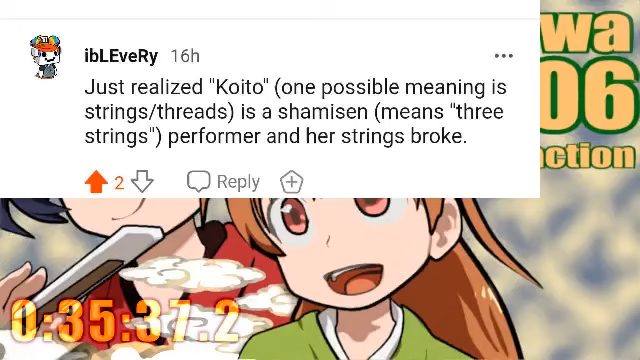 ibLEveRy 16h
Just realized "Koito" (one possible meaning is
strings/threads) is a shamisen (means "three
strings") performer and her strings broke.
2 Reply
wa
06
ction
0:35:37.2